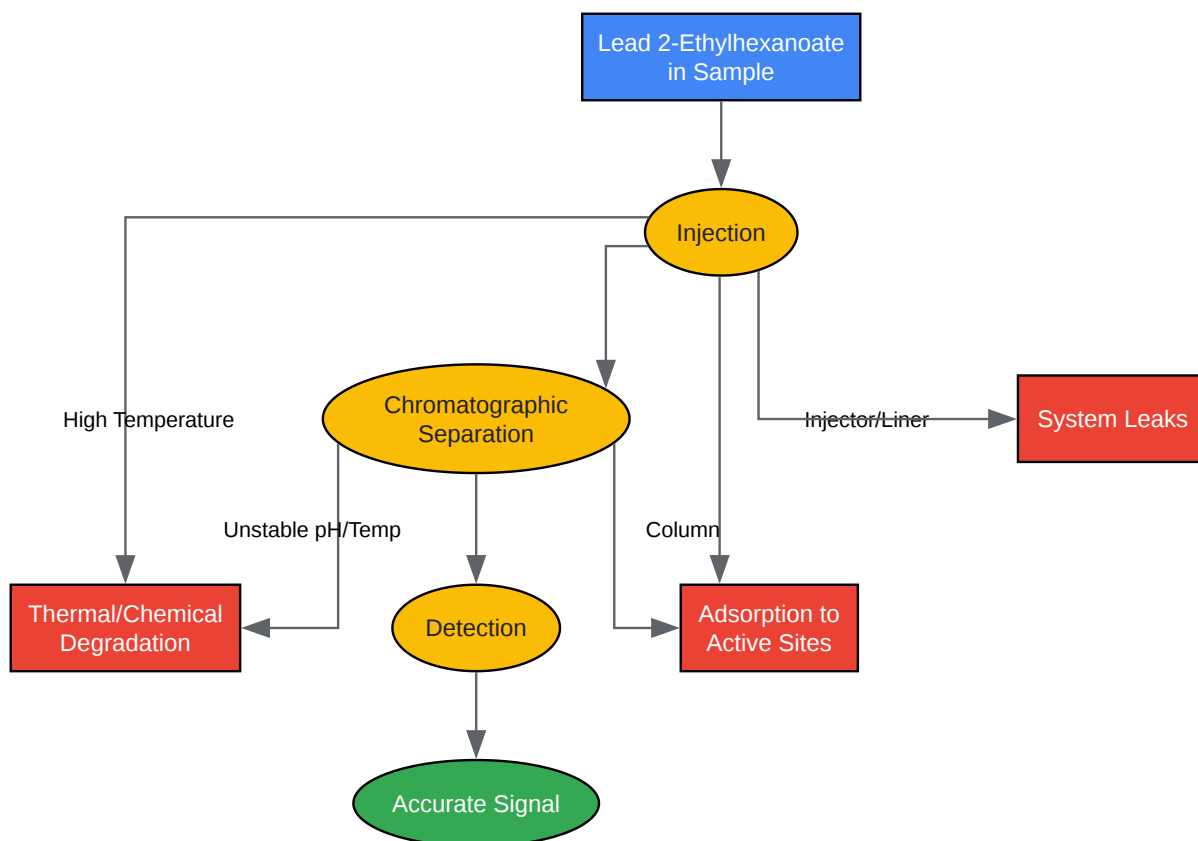 Lead 2-Ethylhexanoate
in Sample
Injection
Chromatographic
Separation
High Temperature
Injector/Liner
System Leaks
Unstable pH/Temp
Column
Thermal/Chemical
Degradation
Detection
Adsorption to
Active Sites
Accurate Signal